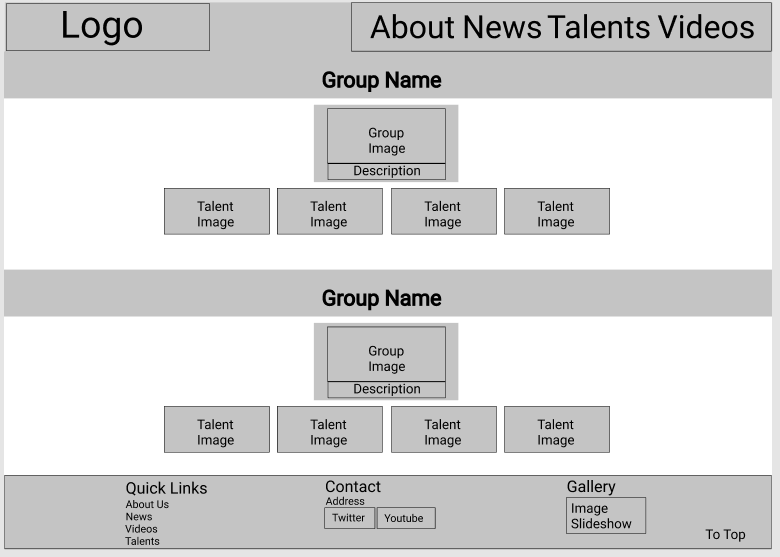 Logo
About News Talents Videos
Group Name
Group
Image
Description
Talent
Image
Talent
Image
Talent
Image
Talent
Image
Group Name
Group
Image
Description
Talent
Image
Talent
Image
Talent
Image
Talent
Image
Quick Links
About Us
News
Videos
Talents
Contact
Address
Twitter
Youtube
Gallery
Image
Slideshow
To Top